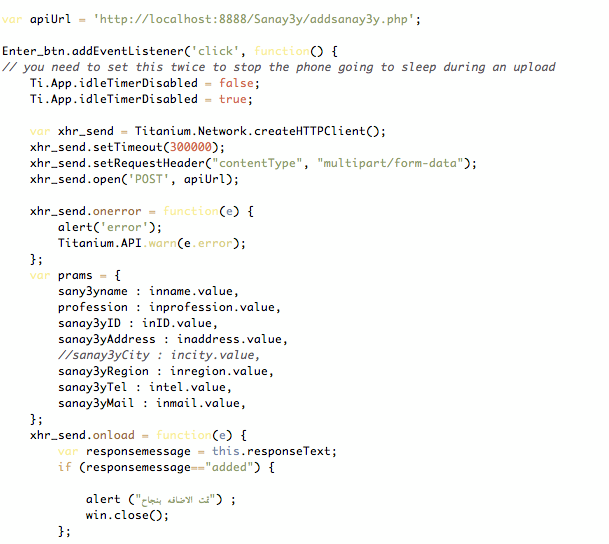 var apiUrl = 'http://localhost:8888/Sanay3y/addsanay3y.php';
Enter_btn.addEventListener('click', function() {
// you need to set this twice to stop the phone going to sleep during an upload
Ti.App.idleTimerDisabled = false;
Ti.App.idleTimerDisabled = true;
var xhr_send = Titanium.Network.createHTTPClient();
xhr_send.setTimeout(300000);
xhr_send.setRequestHeader("contentType", "multipart/form-data");
xhr_send.open('POST', apiUrl);
xhr_send.onerror = function(e) {
alert('error');
Titanium.API.warn(e.error);
};
var prams = {
sany3yname : inname.value,
profession : inprofession.value,
sanay3yID : inID.value,
sanay3yAddress : inaddress.value,
//sanay3yCity : incity.value,
sanay3yRegion : inregion.value,
sanay3yTel : intel.value,
sanay3yMail : inmail.value,
};
xhr_send.onload = function(e) {
var responsemessage = this.responseText;
if (responsemessage=="added") {
alert ("تمت الاضافه بنجاح") ;
win.close();
};